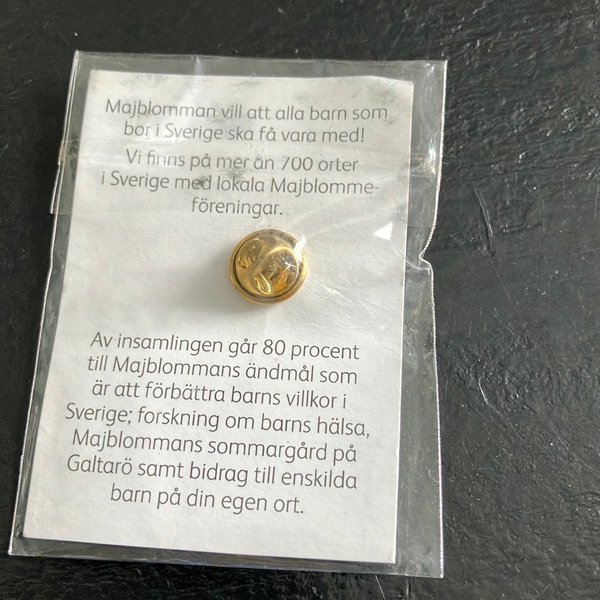 Majblomman vill att alla barn som
bor i Sverige ska få vara med!
Vi finns på mer än 700 orter
i Sverige med lokala Majblomme-
föreningar.
Av insamlingen går 80 procent
till Majblommans ändmål som
är att förbättra barns villkor i
Sverige; forskning om barns hälsa,
Majblommans sommargård på
Galtarö samt bidrag till enskilda
barn på din egen ort.